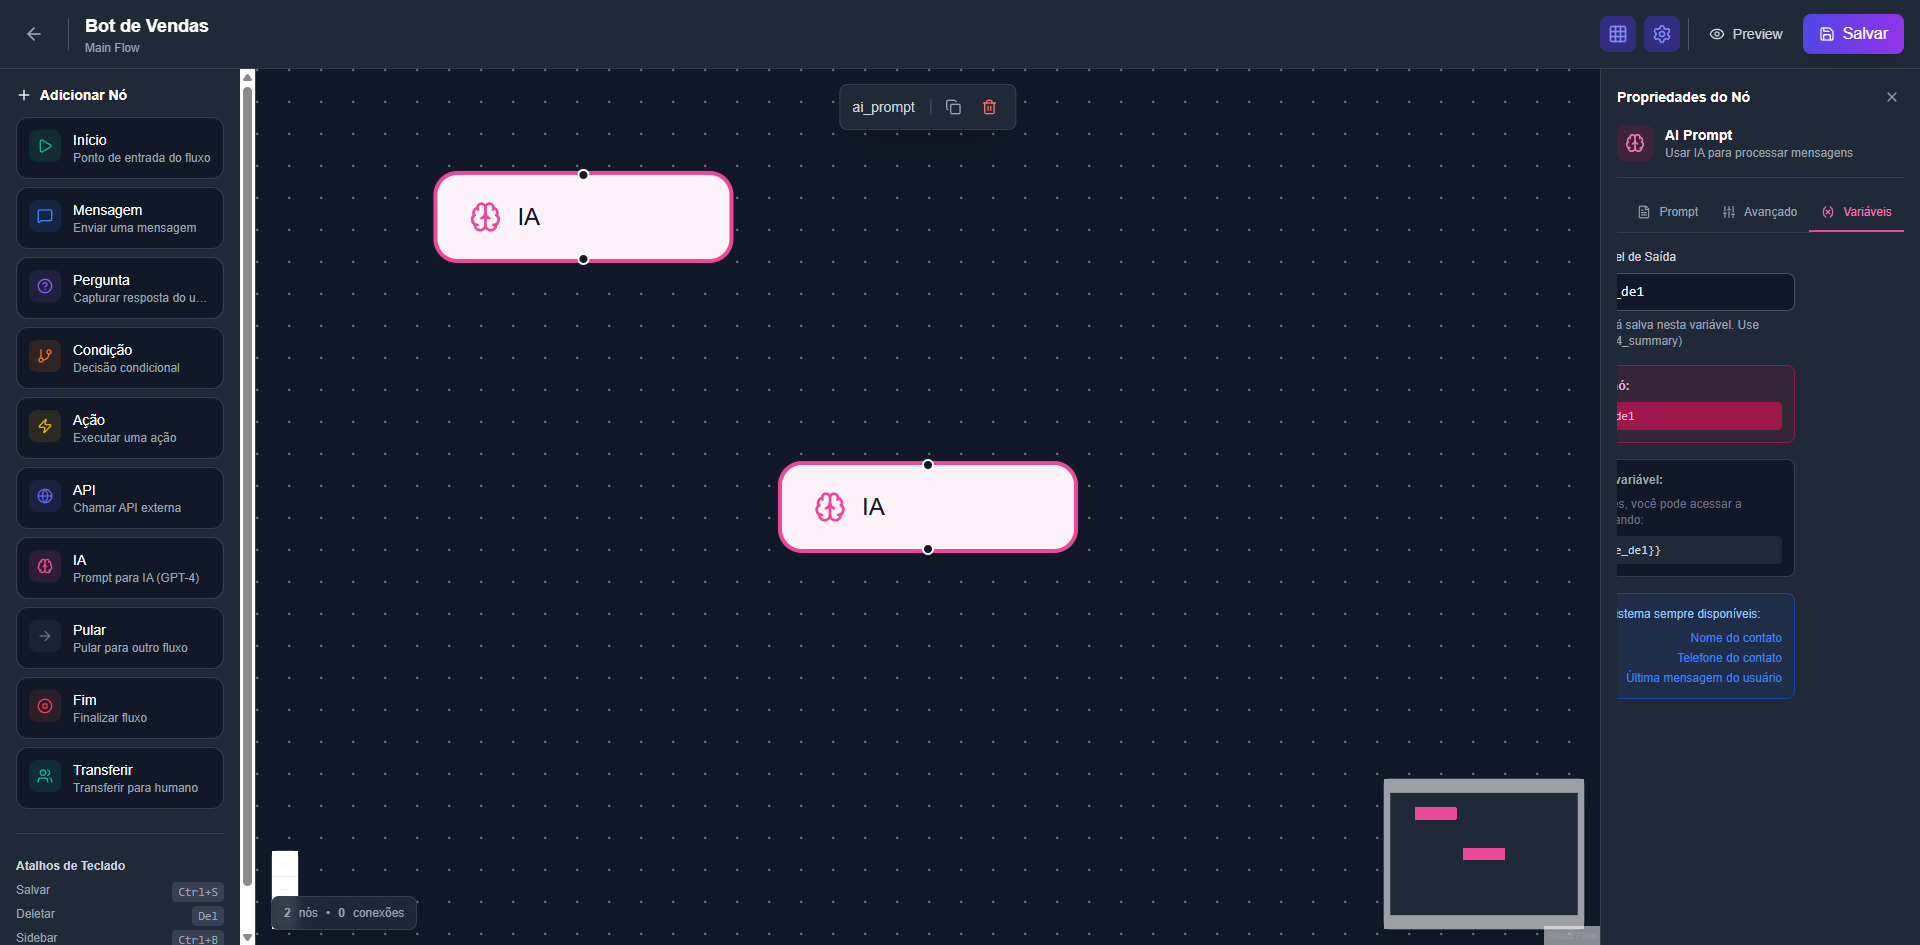 Bot de Vendas
Main Flow
Preview
Salvar
Adicionar Nó
Início
Ponto de entrada do fluxo
Mensagem
Enviar uma mensagem
Pergunta
Capturar resposta do u...
Condição
Decisão condicional
Ação
Executar uma ação
API
Chamar API externa
IA
Prompt para IA (GPT-4)
Pular
Pular para outro fluxo
Fim
Finalizar fluxo
Transferir
Transferir para humano
Atalhos de Teclado
Salvar Ctrl+S
Deletar Del
Sidebar Ctrl+B
ai_prompt
IA
IA
2 nós • 0 conexões
Propriedades do Nó
AI Prompt
Usar IA para processar mensagens
Prompt Avançado Variáveis
el de Saída
_de1
á salva nesta variável. Use
4_summary)
ó:
de1
variável:
es, você pode acessar a
ando:
e_de1}}
istema sempre disponíveis:
Nome do contato
Telefone do contato
Última mensagem do usuário